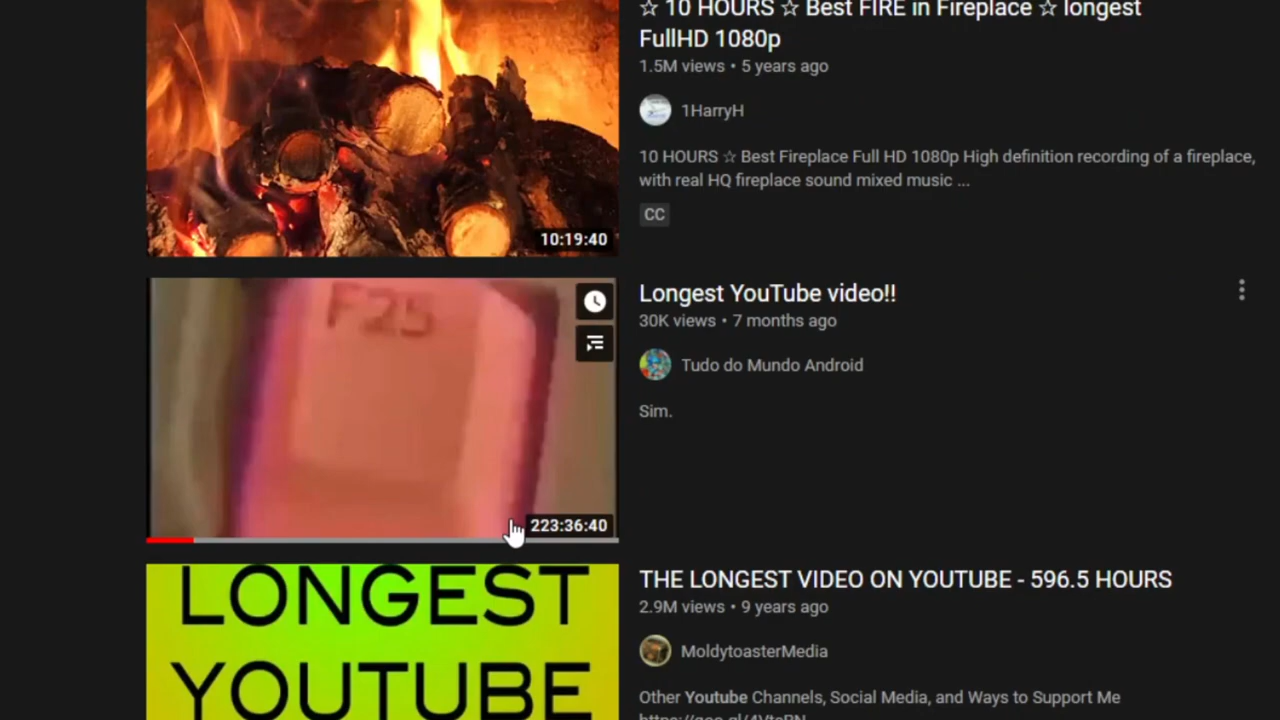 ☆ 10 HOURS ☆ Best FIRE in Fireplace ☆ longest
FullHD 1080p
1.5M views • 5 years ago
1HarryH
10 HOURS ☆ Best Fireplace Full HD 1080p High definition recording of a fireplace,
with real HQ fireplace sound mixed music ...
CC
10:19:40
F25
Longest YouTube video!!
30K views • 7 months ago
Tudo do Mundo Android
Sim.
223:36:40
LONGEST
YOUTUBE
THE LONGEST VIDEO ON YOUTUBE - 596.5 HOURS
2.9M views • 9 years ago
MoldytoasterMedia
Other Youtube Channels, Social Media, and Ways to Support Me